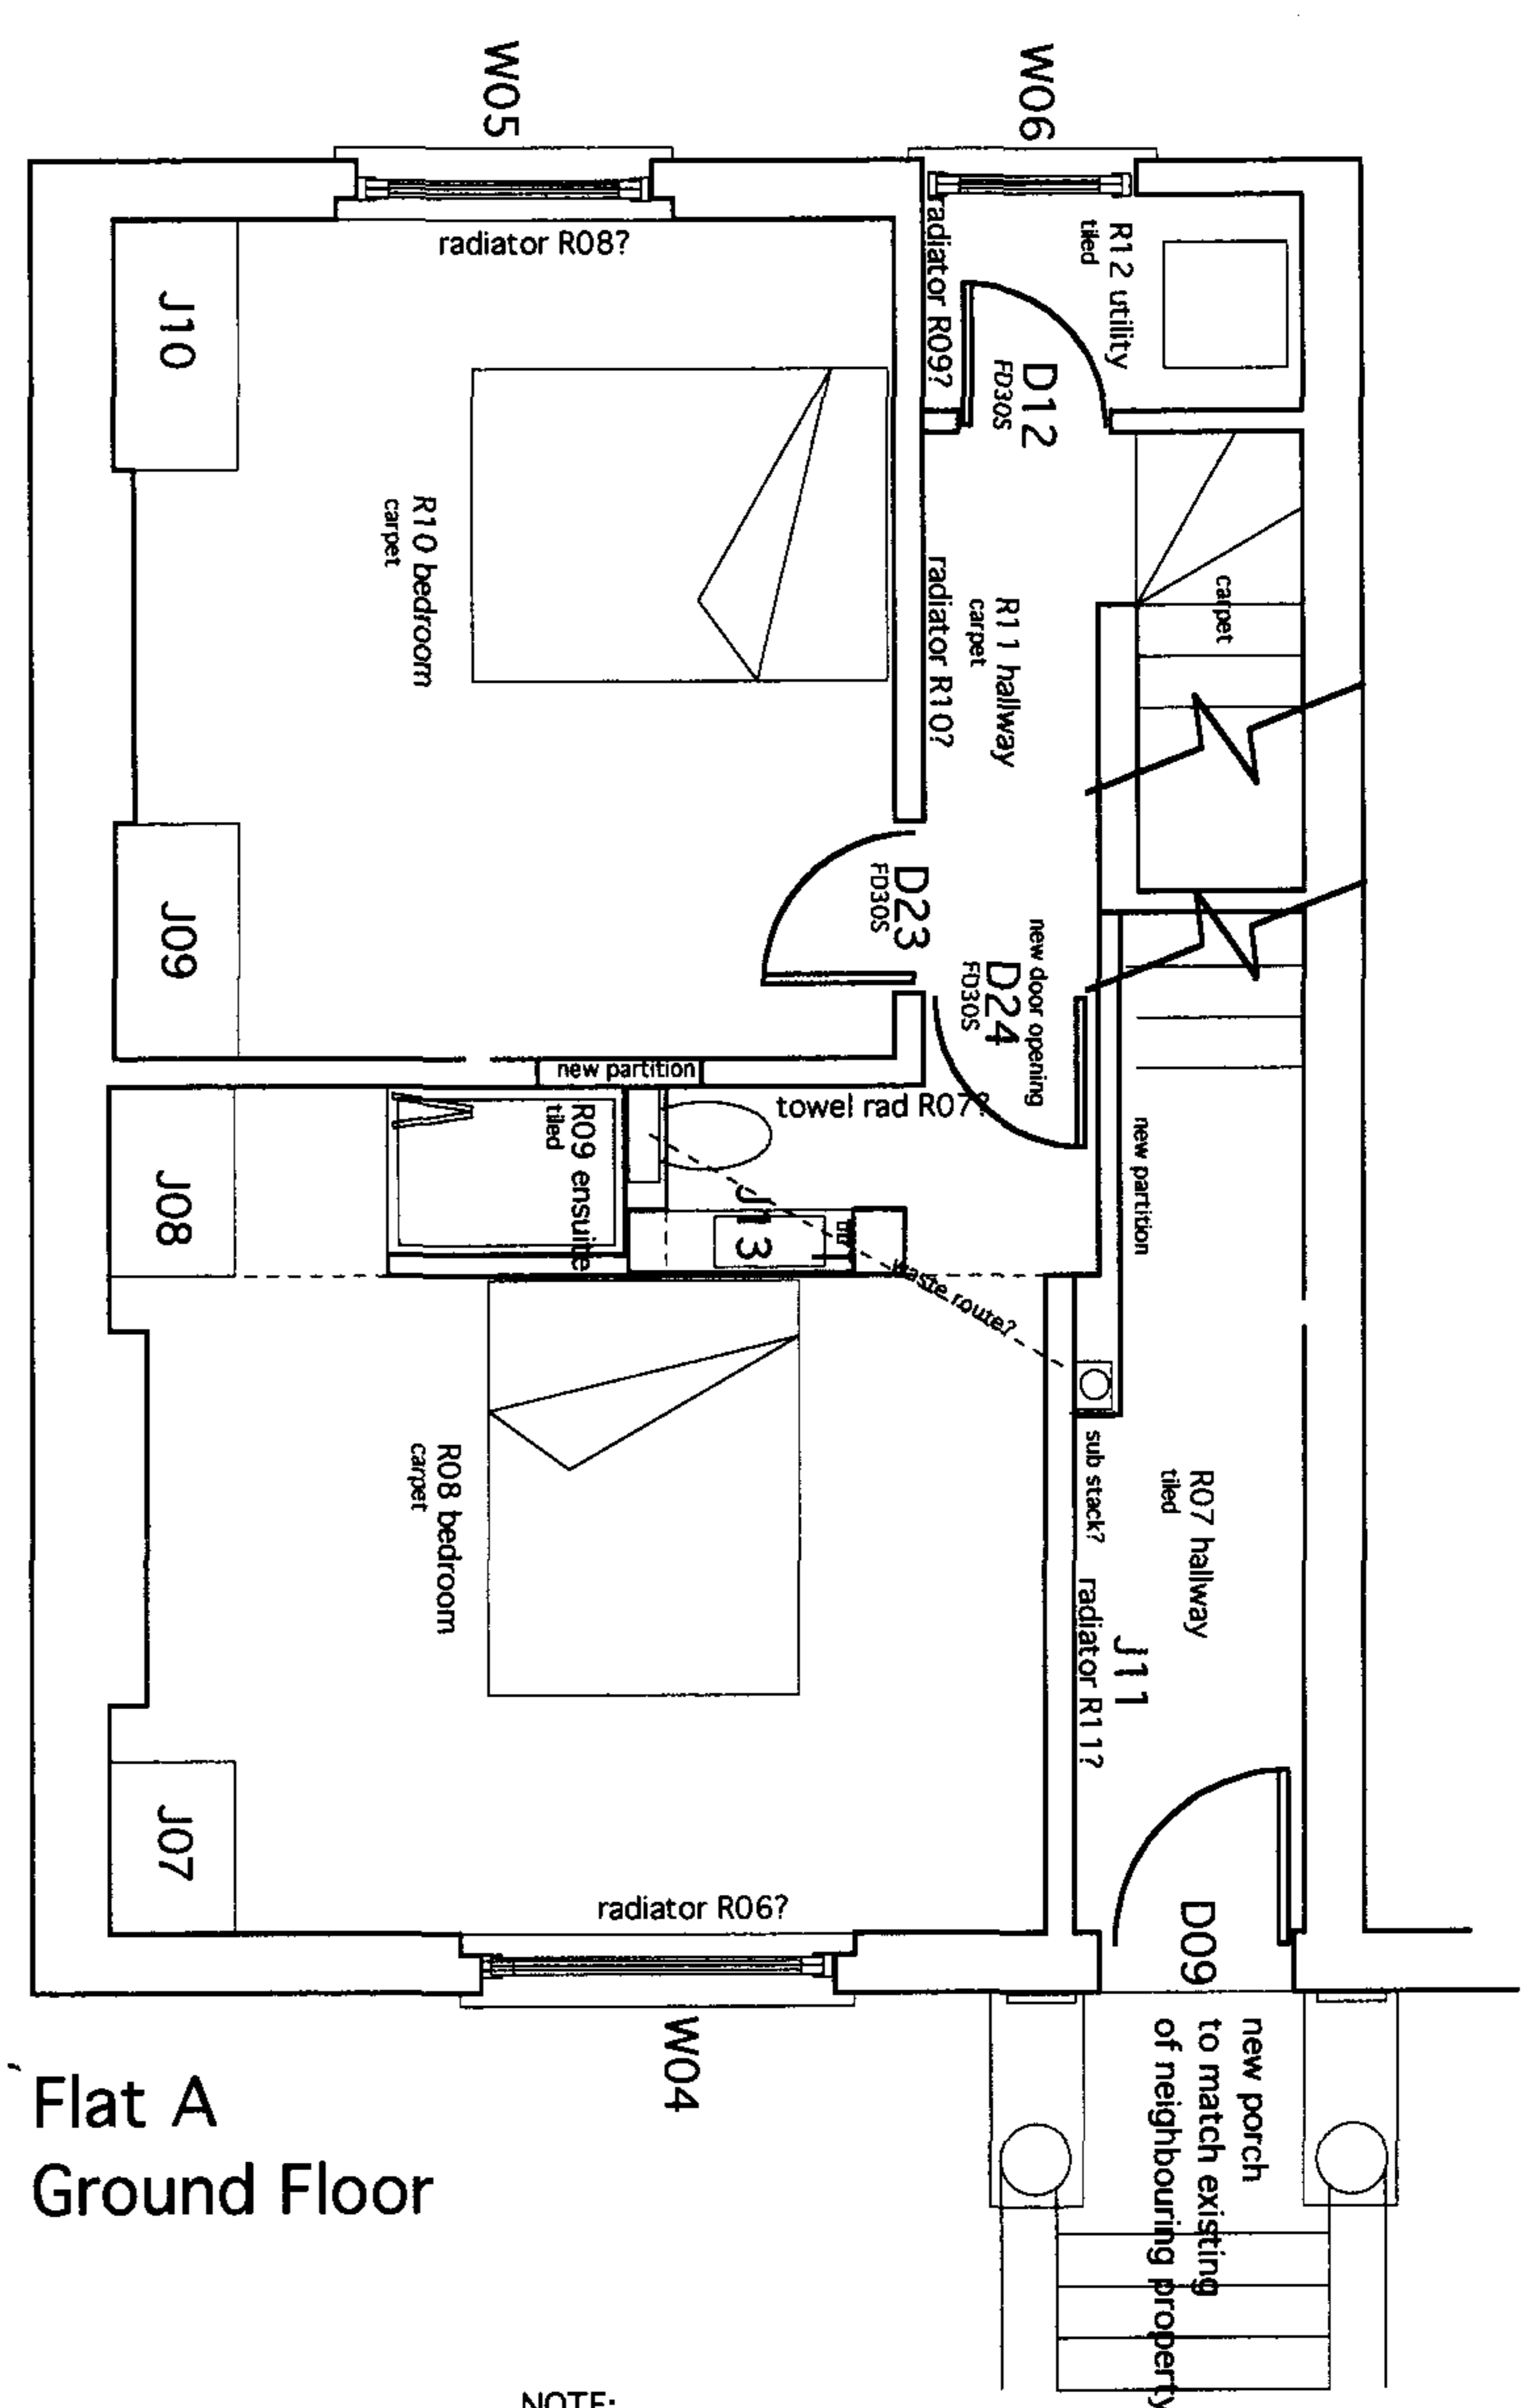 W05
W06
radiator R08?
radiator R09?
R12 utility
tiled
D12
FD30S
J10
R10 bedroom
carpet
radiator R10?
R11 hallway
carpet
carpet
J09
D23
FD30S
D24
FD30S
new door opening
new partition
towel rad R07?
new partition
R09 ensuite
tiled
J08
J13
waste route?
sub stack?
R07 hallway
tiled
R08 bedroom
carpet
radiator R11?
J11
J07
radiator R06?
D09
W04
new porch
to match existing
of neighbouring property
Flat A
Ground Floor
NOTE: